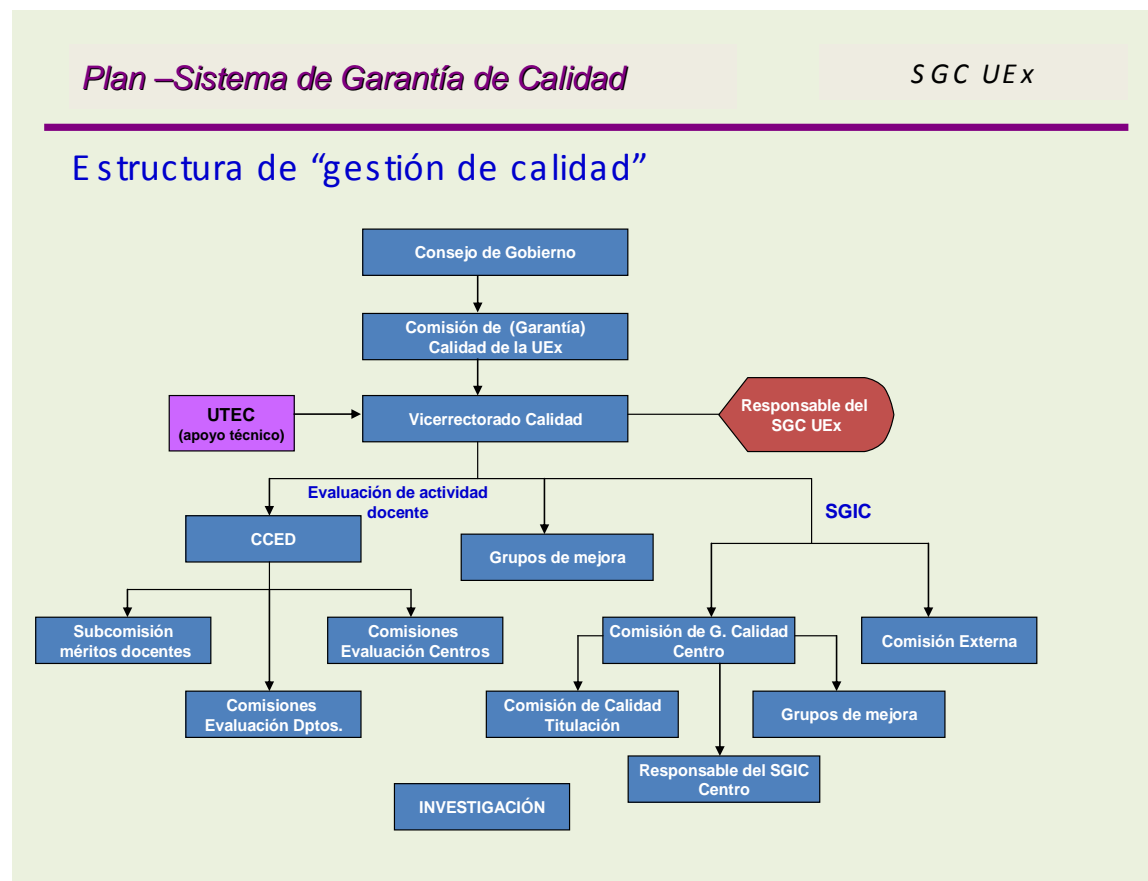 Plan –Sistema de Garantía de Calidad
SGC UEx
Estructura de “gestión de calidad”
Consejo de Gobierno
Comisión de (Garantía)
Calidad de la UEx
UTEC
(apoyo técnico)
Vicerrectorado Calidad
Responsable del
SGC UEx
Evaluación de actividad
docente
SGIC
CCED
Grupos de mejora
Subcomisión
méritos docentes
Comisiones
Evaluación Centros
Comisión de G. Calidad
Centro
Comisión Externa
Comisiones
Evaluación Dptos.
Comisión de Calidad
Titulación
Grupos de mejora
Responsable del SGIC
Centro
INVESTIGACIÓN